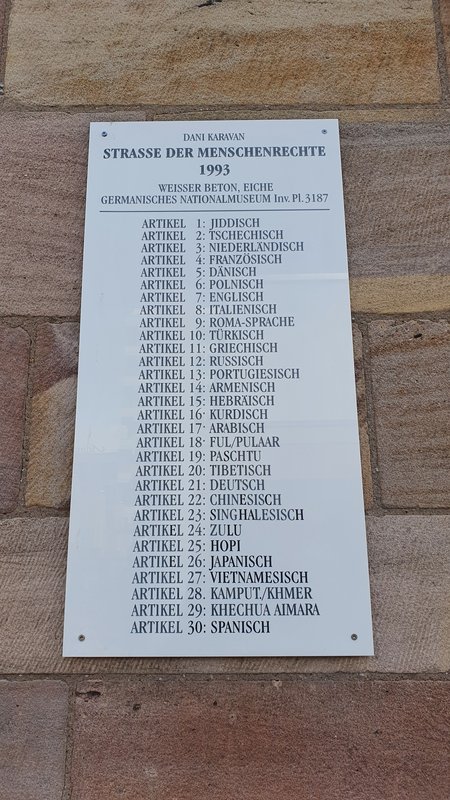 DANI KARAVAN
STRASSE DER MENSCHENRECHTE
1993
WEISSER BETON, EICHE
GERMANISCHES NATIONALMUSEUM Inv. Pl. 3187
ARTIKEL 1: JIDDISCH
ARTIKEL 2: TSCHECHISCH
ARTIKEL 3: NIEDERLÄNDISCH
ARTIKEL 4: FRANZÖSISCH
ARTIKEL 5: DÄNISCH
ARTIKEL 6: POLNISCH
ARTIKEL 7: ENGLISCH
ARTIKEL 8: ITALIENISCH
ARTIKEL 9: ROMA-SPRACHE
ARTIKEL 10: TÜRKISCH
ARTIKEL 11: GRIECHISCH
ARTIKEL 12: RUSSISCH
ARTIKEL 13: PORTUGIESISCH
ARTIKEL 14: ARMENISCH
ARTIKEL 15: HEBRÄISCH
ARTIKEL 16: KURDISCH
ARTIKEL 17: ARABISCH
ARTIKEL 18: FUL/PULAAR
ARTIKEL 19: PASCHTU
ARTIKEL 20: TIBETISCH
ARTIKEL 21: DEUTSCH
ARTIKEL 22: CHINESISCH
ARTIKEL 23: SINGHALESISCH
ARTIKEL 24: ZULU
ARTIKEL 25: HOPI
ARTIKEL 26: JAPANISCH
ARTIKEL 27: VIETNAMESISCH
ARTIKEL 28. KAMPUT./KHMER
ARTIKEL 29: KHECHUA AIMARA
ARTIKEL 30: SPANISCH